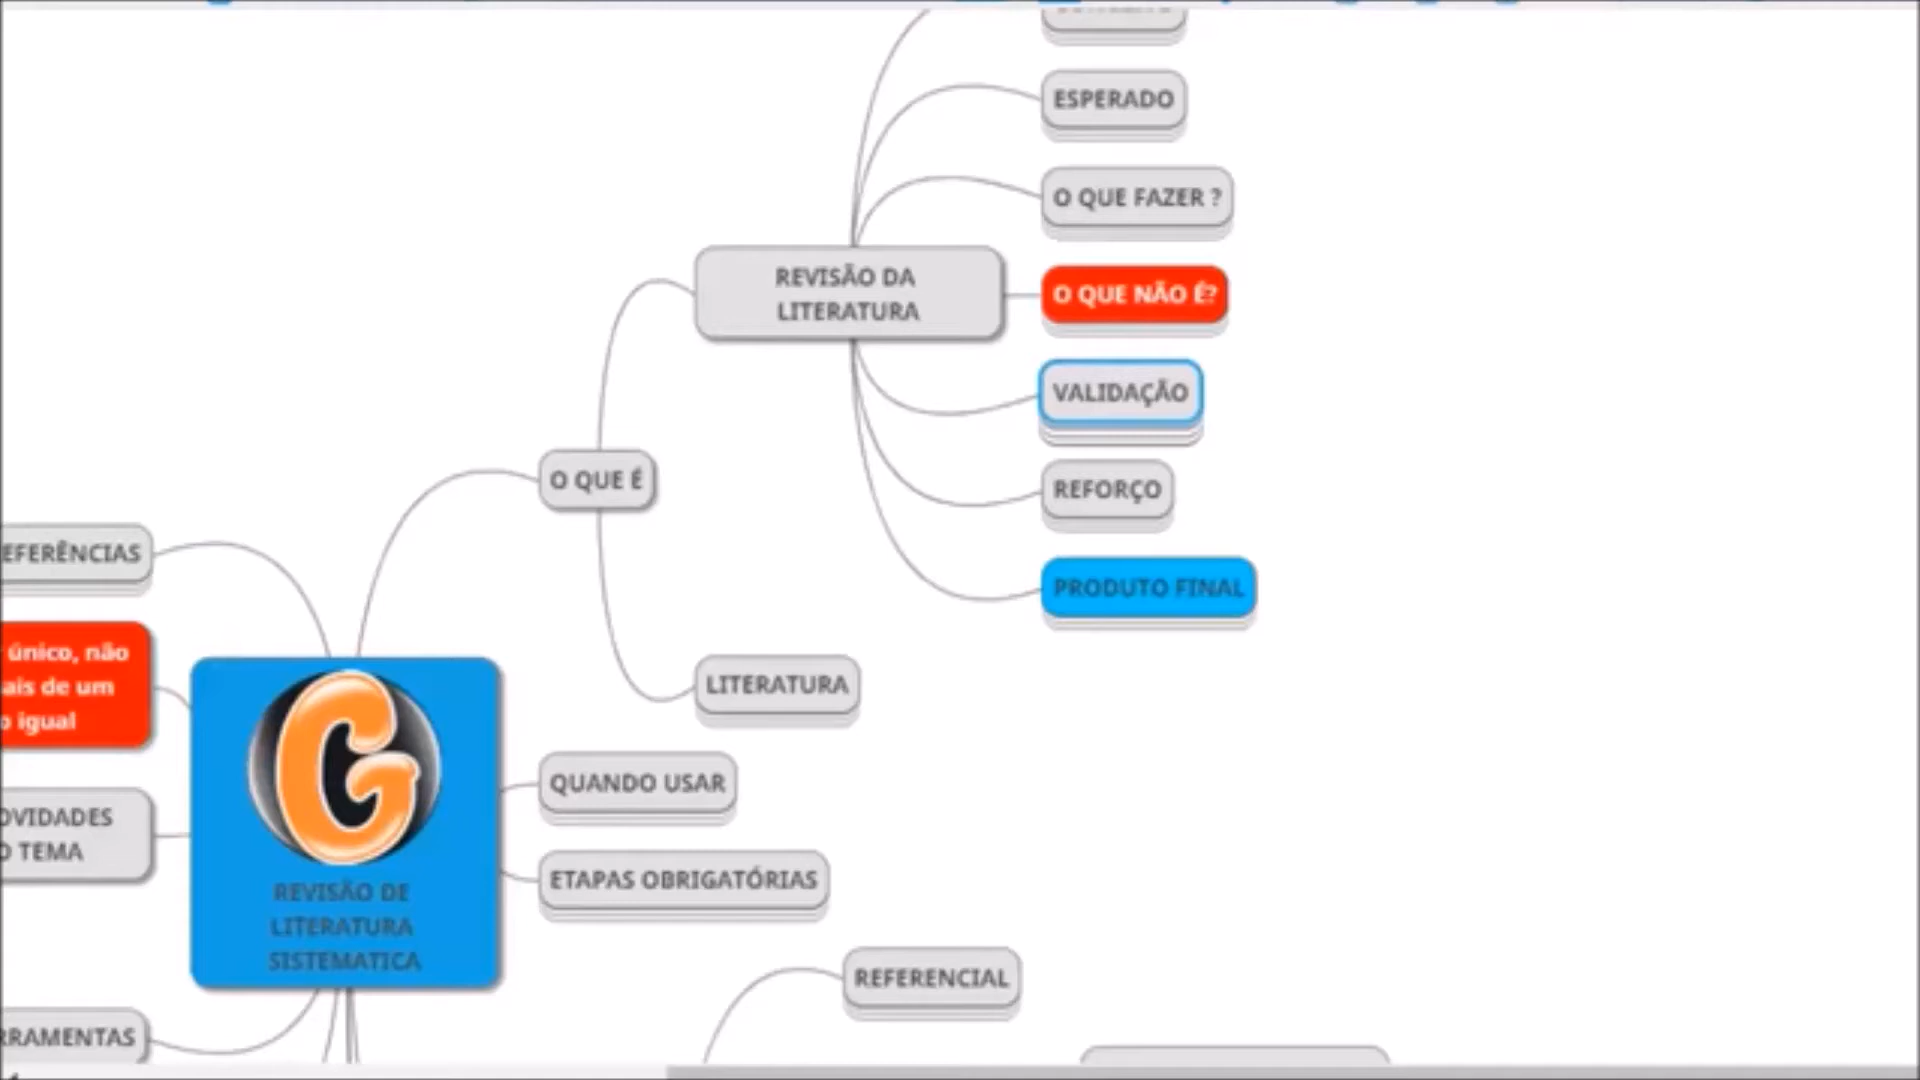 ESPERADO
O QUE FAZER ?
REVISÃO DA
LITERATURA
O QUE NÃO É?
VALIDAÇÃO
O QUE É
REFORÇO
EFERÊNCIAS
PRODUTO FINAL
único, não
ais de um
o igual
LITERATURA
G
QUANDO USAR
OVIDADES
O TEMA
ETAPAS OBRIGATÓRIAS
REVISÃO DE
LITERATURA
SISTEMATICA
REFERENCIAL
RRAMENTAS